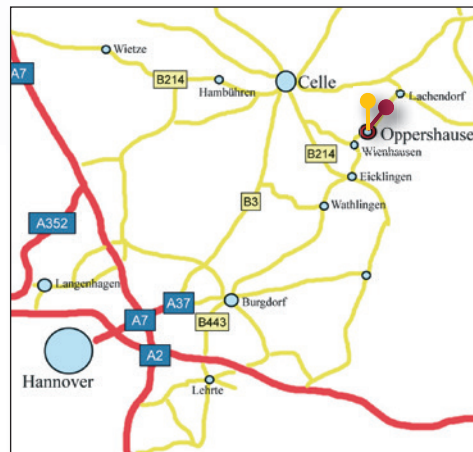 Wietze
A7
B214
Hambühren
Celle
Lachendorf
Oppershause
B214
Wienhausen
Eicklingen
B3
Wathlingen
A352
Langenhagen
A37
Burgdorf
A7
B443
A2
Hannover
Lehrte